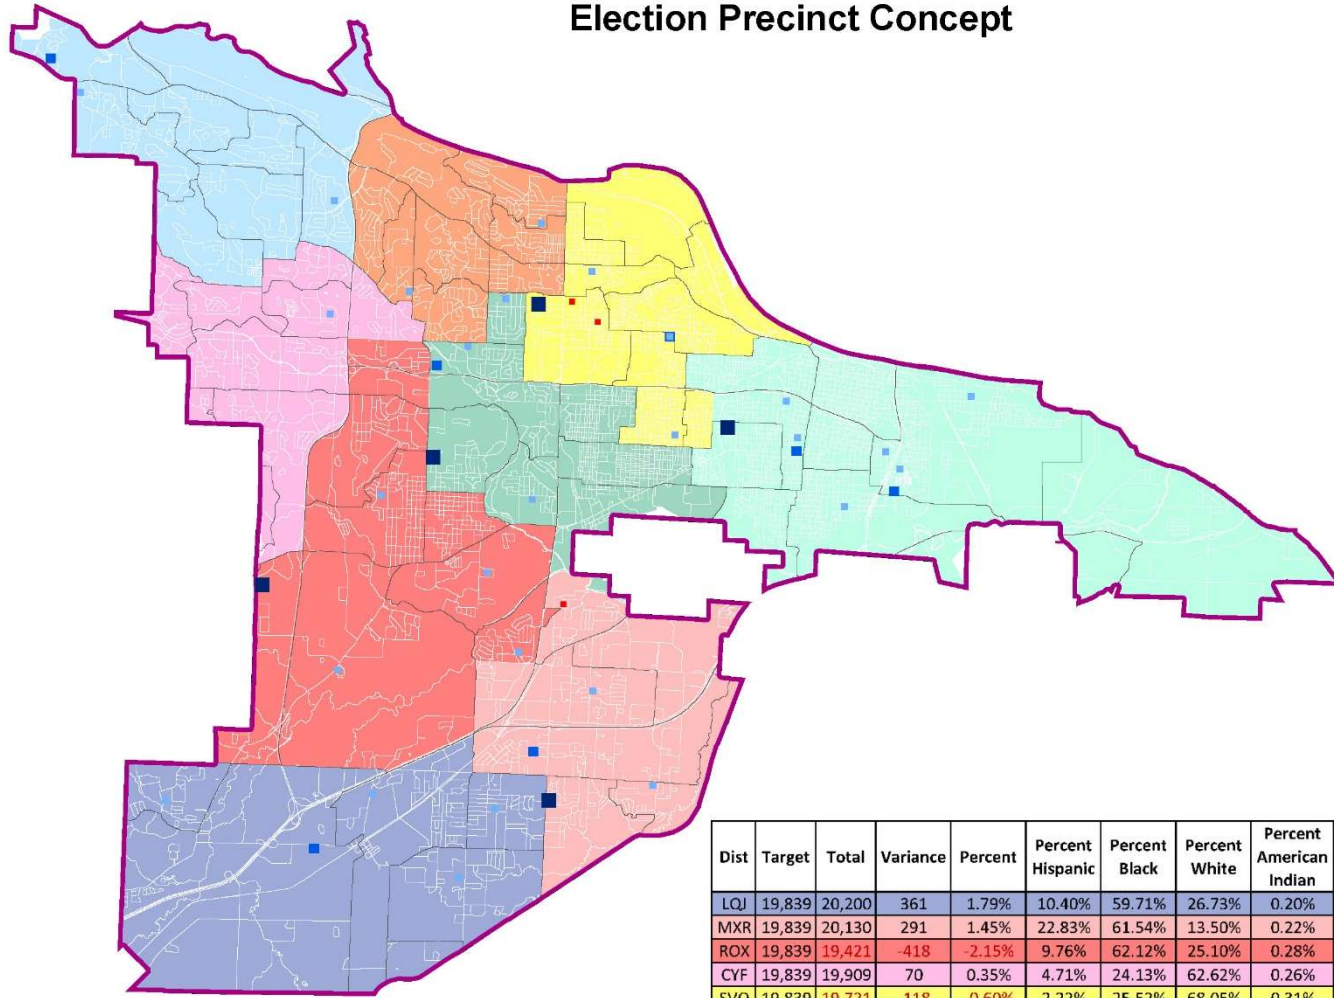 Election Precinct Concept
Dist Target Total Variance Percent Percent Hispanic Percent Black Percent White Percent American Indian
LQJ 19,839 20,200 361 1.79% 10.40% 59.71% 26.73% 0.20%
MXR 19,839 20,130 291 1.45% 22.83% 61.54% 13.50% 0.22%
ROX 19,839 19,421 -418 -2.15% 9.76% 62.12% 25.10% 0.28%
CYF 19,839 19,909 70 0.35% 4.71% 24.13% 62.62% 0.26%